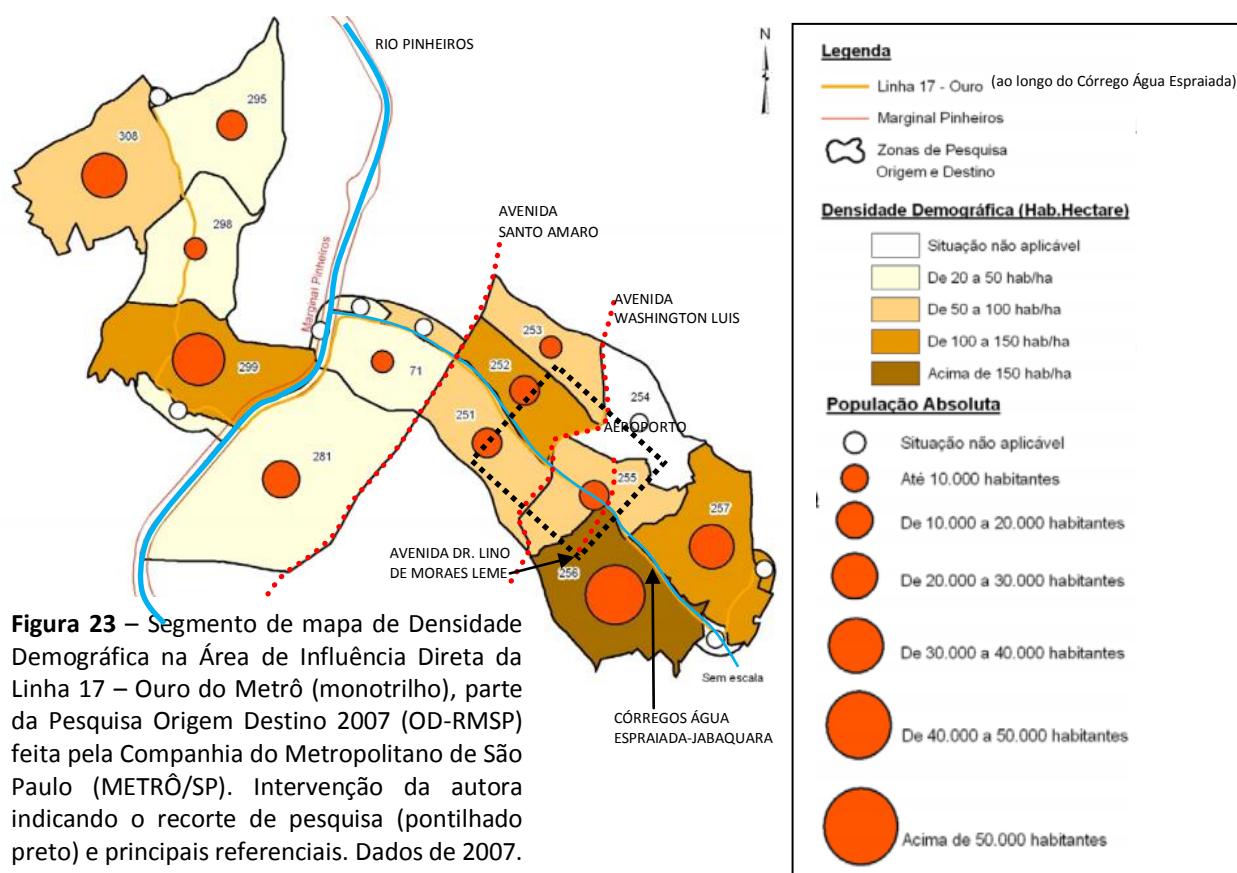 RIO PINHEIROS
N
295
308
298
AVENIDA
SANTO AMARO
Marginal Pinheiros
AVENIDA
WASHINGTON LUIS
253
299
71
252
254
251
AEROPORTO
281
255
257
AVENIDA DR. LINO
DE MORAES LEME
256
Sem escala
CÓRREGOS ÁGUA
ESPRAIADA-JABAQUARA
Figura 23 – Segmento de mapa de Densidade
Demográfica na Área de Influência Direta da
Linha 17 – Ouro do Metrô (monotrilho), parte
da Pesquisa Origem Destino 2007 (OD-RMSP)
feita pela Companhia do Metropolitano de São
Paulo (METRÔ/SP). Intervenção da autora
indicando o recorte de pesquisa (pontilhado
preto) e principais referenciais. Dados de 2007.
Legenda
Linha 17 - Ouro (ao longo do Córrego Água Espraiada)
Marginal Pinheiros
Zonas de Pesquisa
Origem e Destino
Densidade Demográfica (Hab.Hectare)
Situação não aplicável
De 20 a 50 hab/ha
De 50 a 100 hab/ha
De 100 a 150 hab/ha
Acima de 150 hab/ha
População Absoluta
Situação não aplicável
Até 10.000 habitantes
De 10.000 a 20.000 habitantes
De 20.000 a 30.000 habitantes
De 30.000 a 40.000 habitantes
De 40.000 a 50.000 habitantes
Acima de 50.000 habitantes